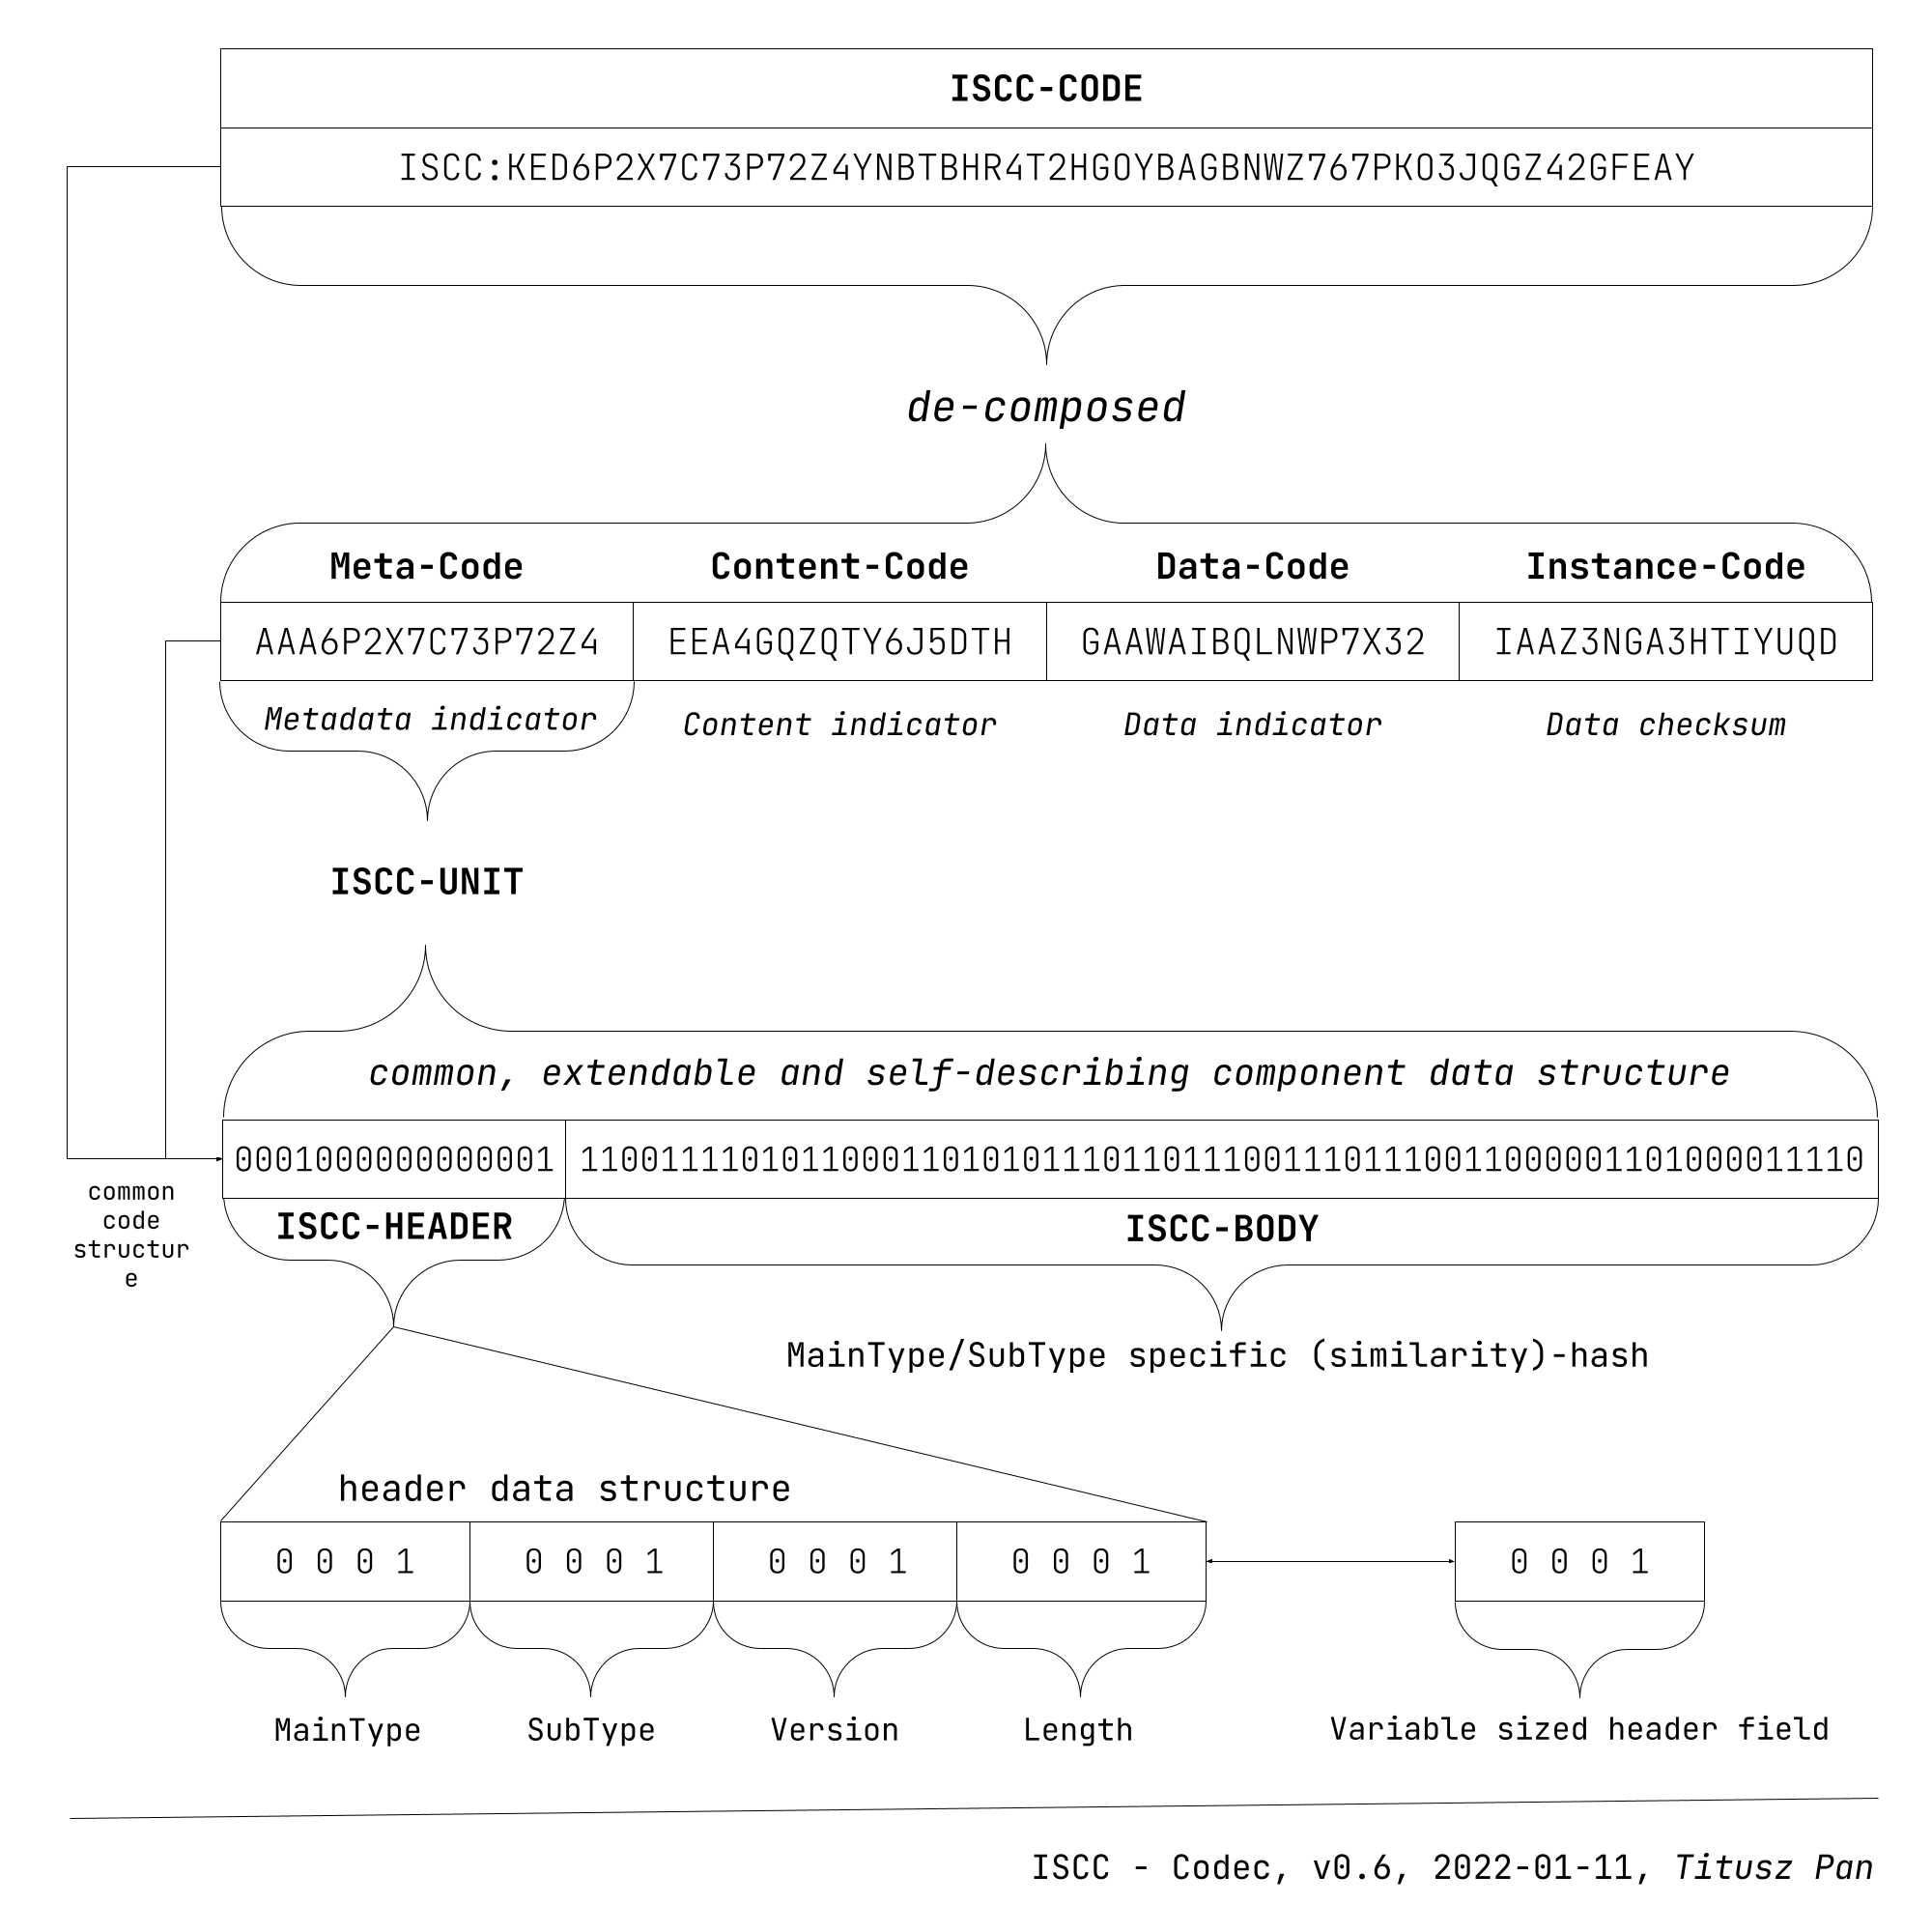 ISCC-CODE
ISCC:KED6P2X7C73P72Z4YNBTBHR4T2HGOYBAGBNWZ767PKO3JQGZ42GFEAY
de-composed
Meta-Code Content-Code Data-Code Instance-Code
AAA6P2X7C73P72Z4 EEA4GQZQTY6J5DTH GAAWAIBQLNWP7X32 IAAZ3NGA3HTIYUQD
Metadata indicator Content indicator Data indicator Data checksum
ISCC-UNIT
common, extendable and self-describing component data structure
0001000000000001 1100111101011000110101011101101110011101110011000001101000011110
common
code
structur
e
ISCC-HEADER ISCC-BODY
MainType/SubType specific (similarity)-hash
header data structure
0 0 0 1 0 0 0 1 0 0 0 1 0 0 0 1 0 0 0 1
MainType SubType Version Length Variable sized header field
ISCC - Codec, v0.6, 2022-01-11, Titusz Pan